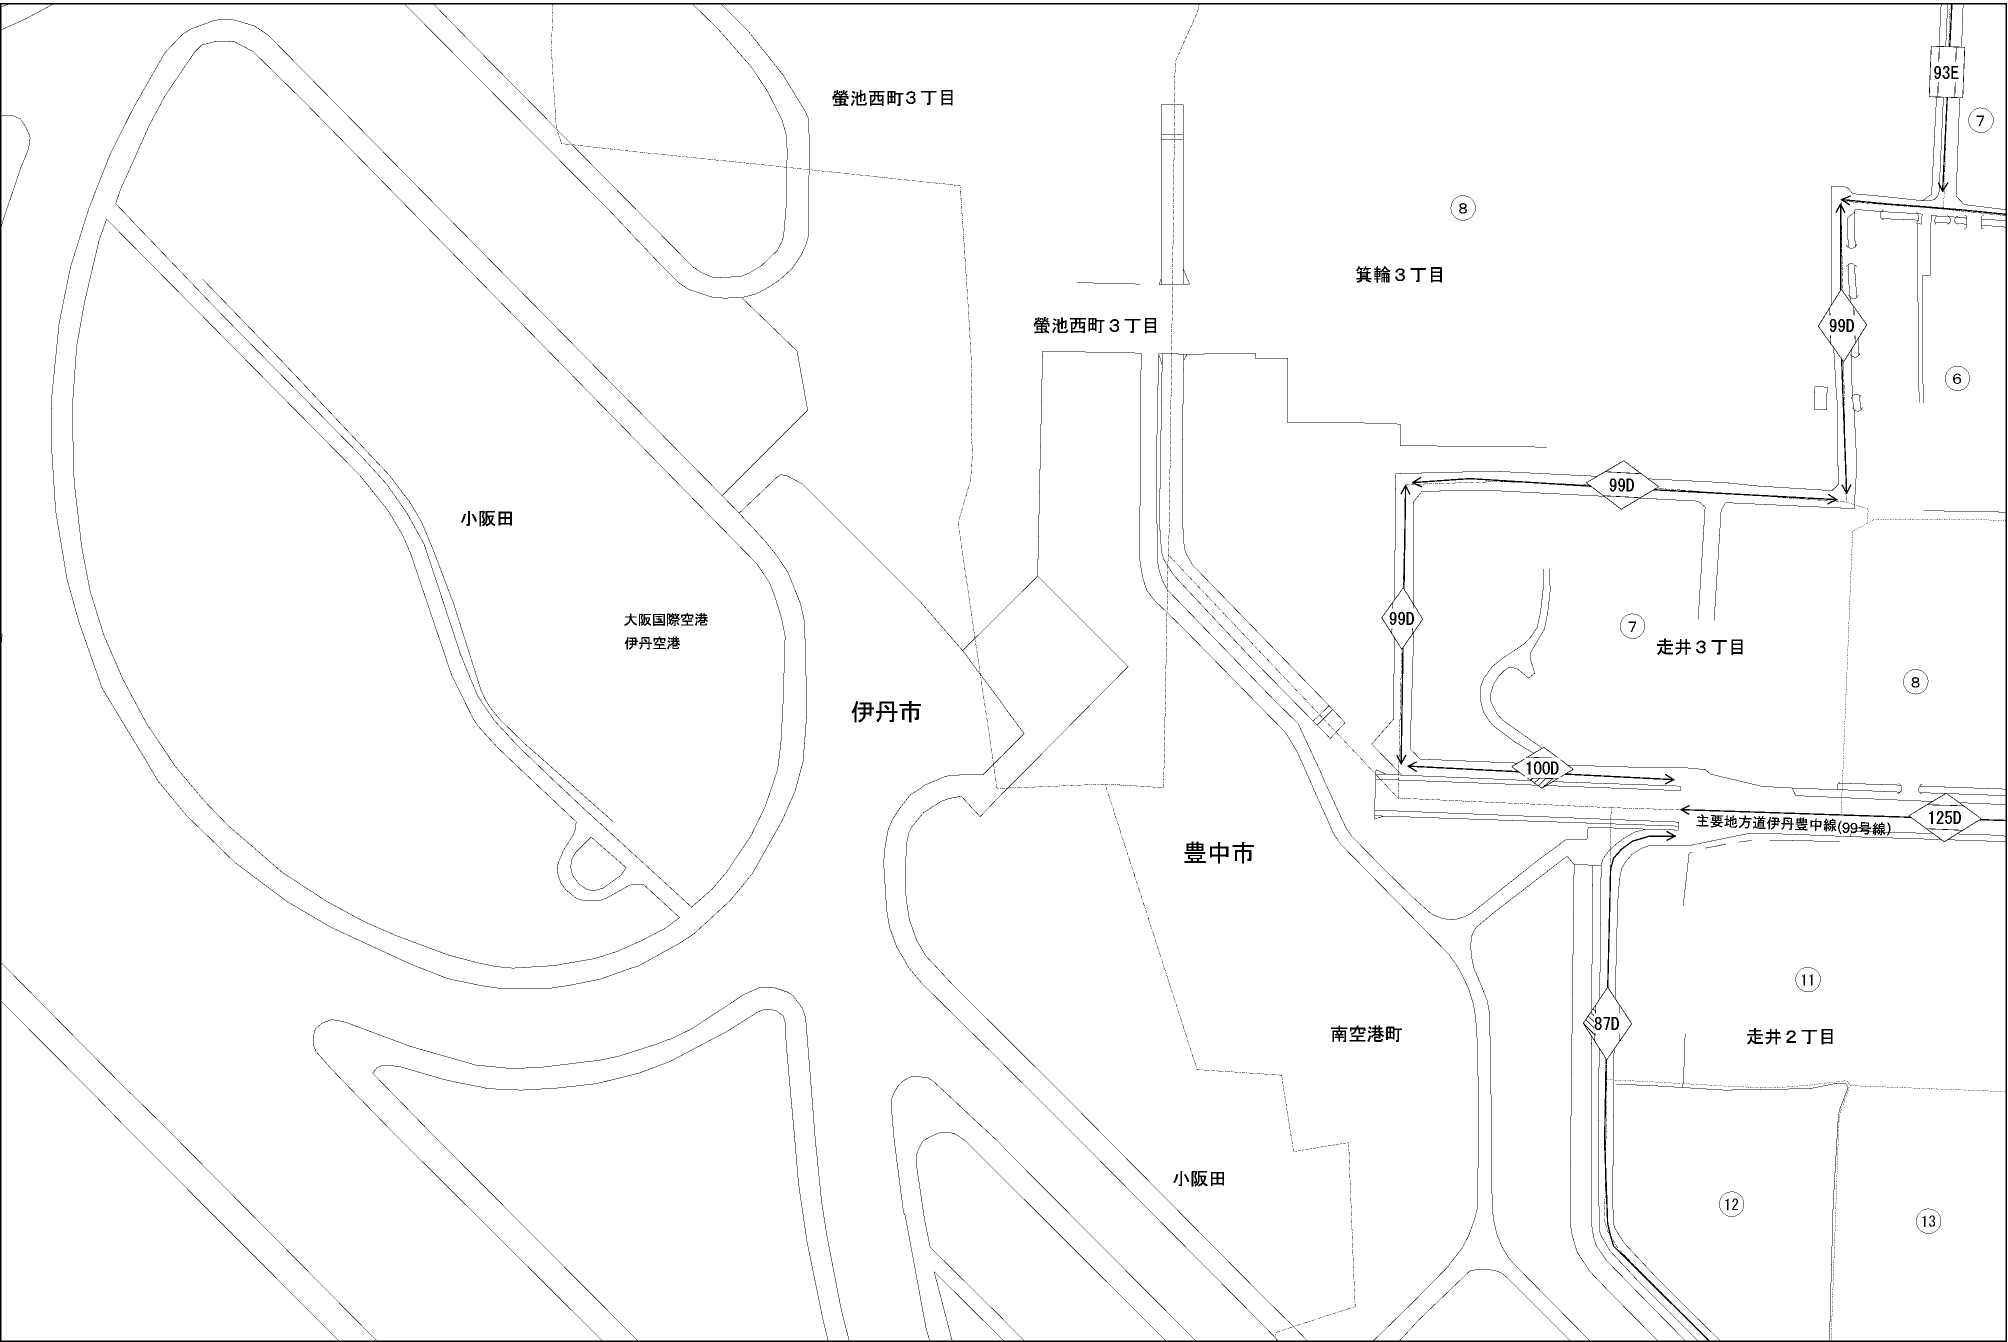 93E
螢池西町３丁目
7
8
箕輪３丁目
螢池西町３丁目
99D
6
99D
小阪田
大阪国際空港
伊丹空港
99D
7
走井３丁目
8
伊丹市
100D
125D
主要地方道伊丹豊中線(99号線)
豊中市
11
87D
南空港町
走井２丁目
小阪田
12
13